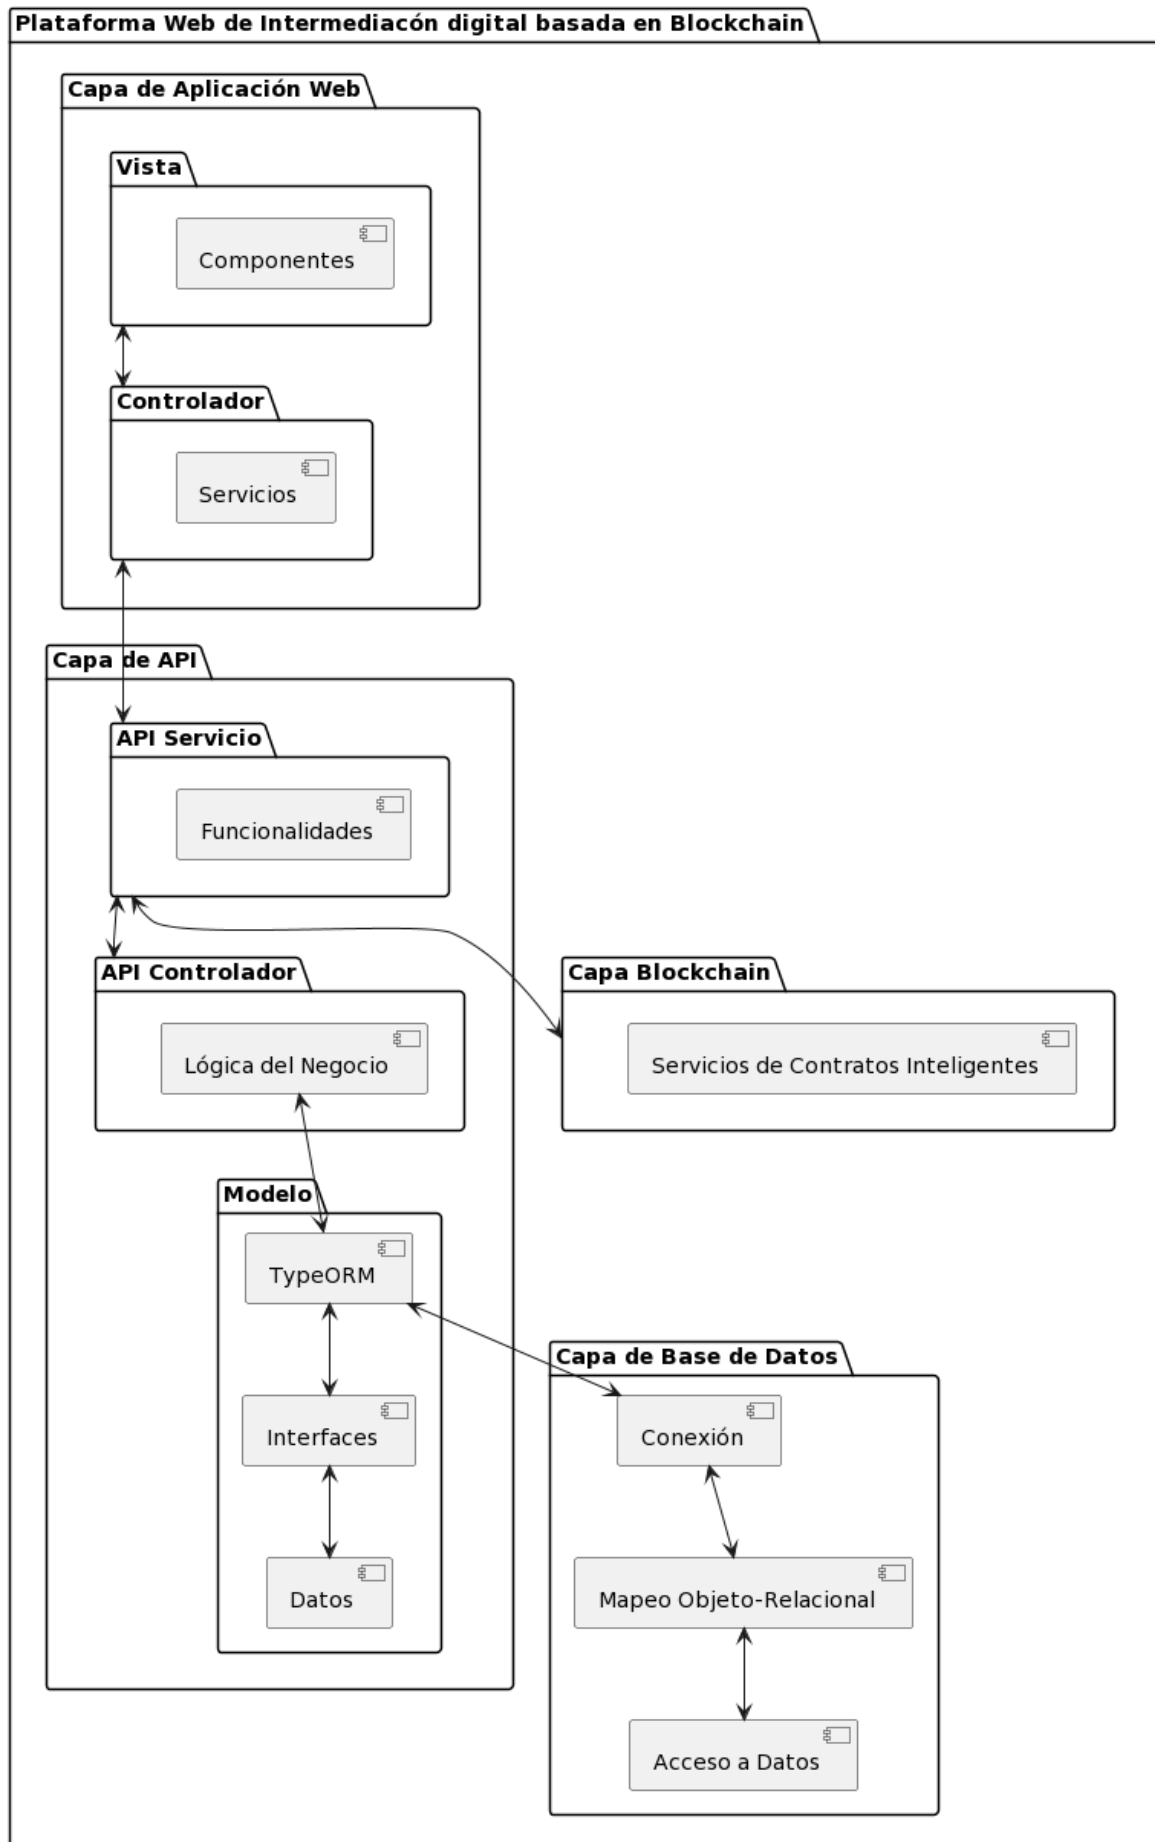 Plataforma Web de Intermediacón digital basada en Blockchain
Capa de Aplicación Web
Vista
Componentes
Controlador
Servicios
Capa de API
API Servicio
Funcionalidades
API Controlador
Lógica del Negocio
Capa Blockchain
Servicios de Contratos Inteligentes
Modelo
TypeORM
Interfaces
Datos
Capa de Base de Datos
Conexión
Mapeo Objeto-Relacional
Acceso a Datos